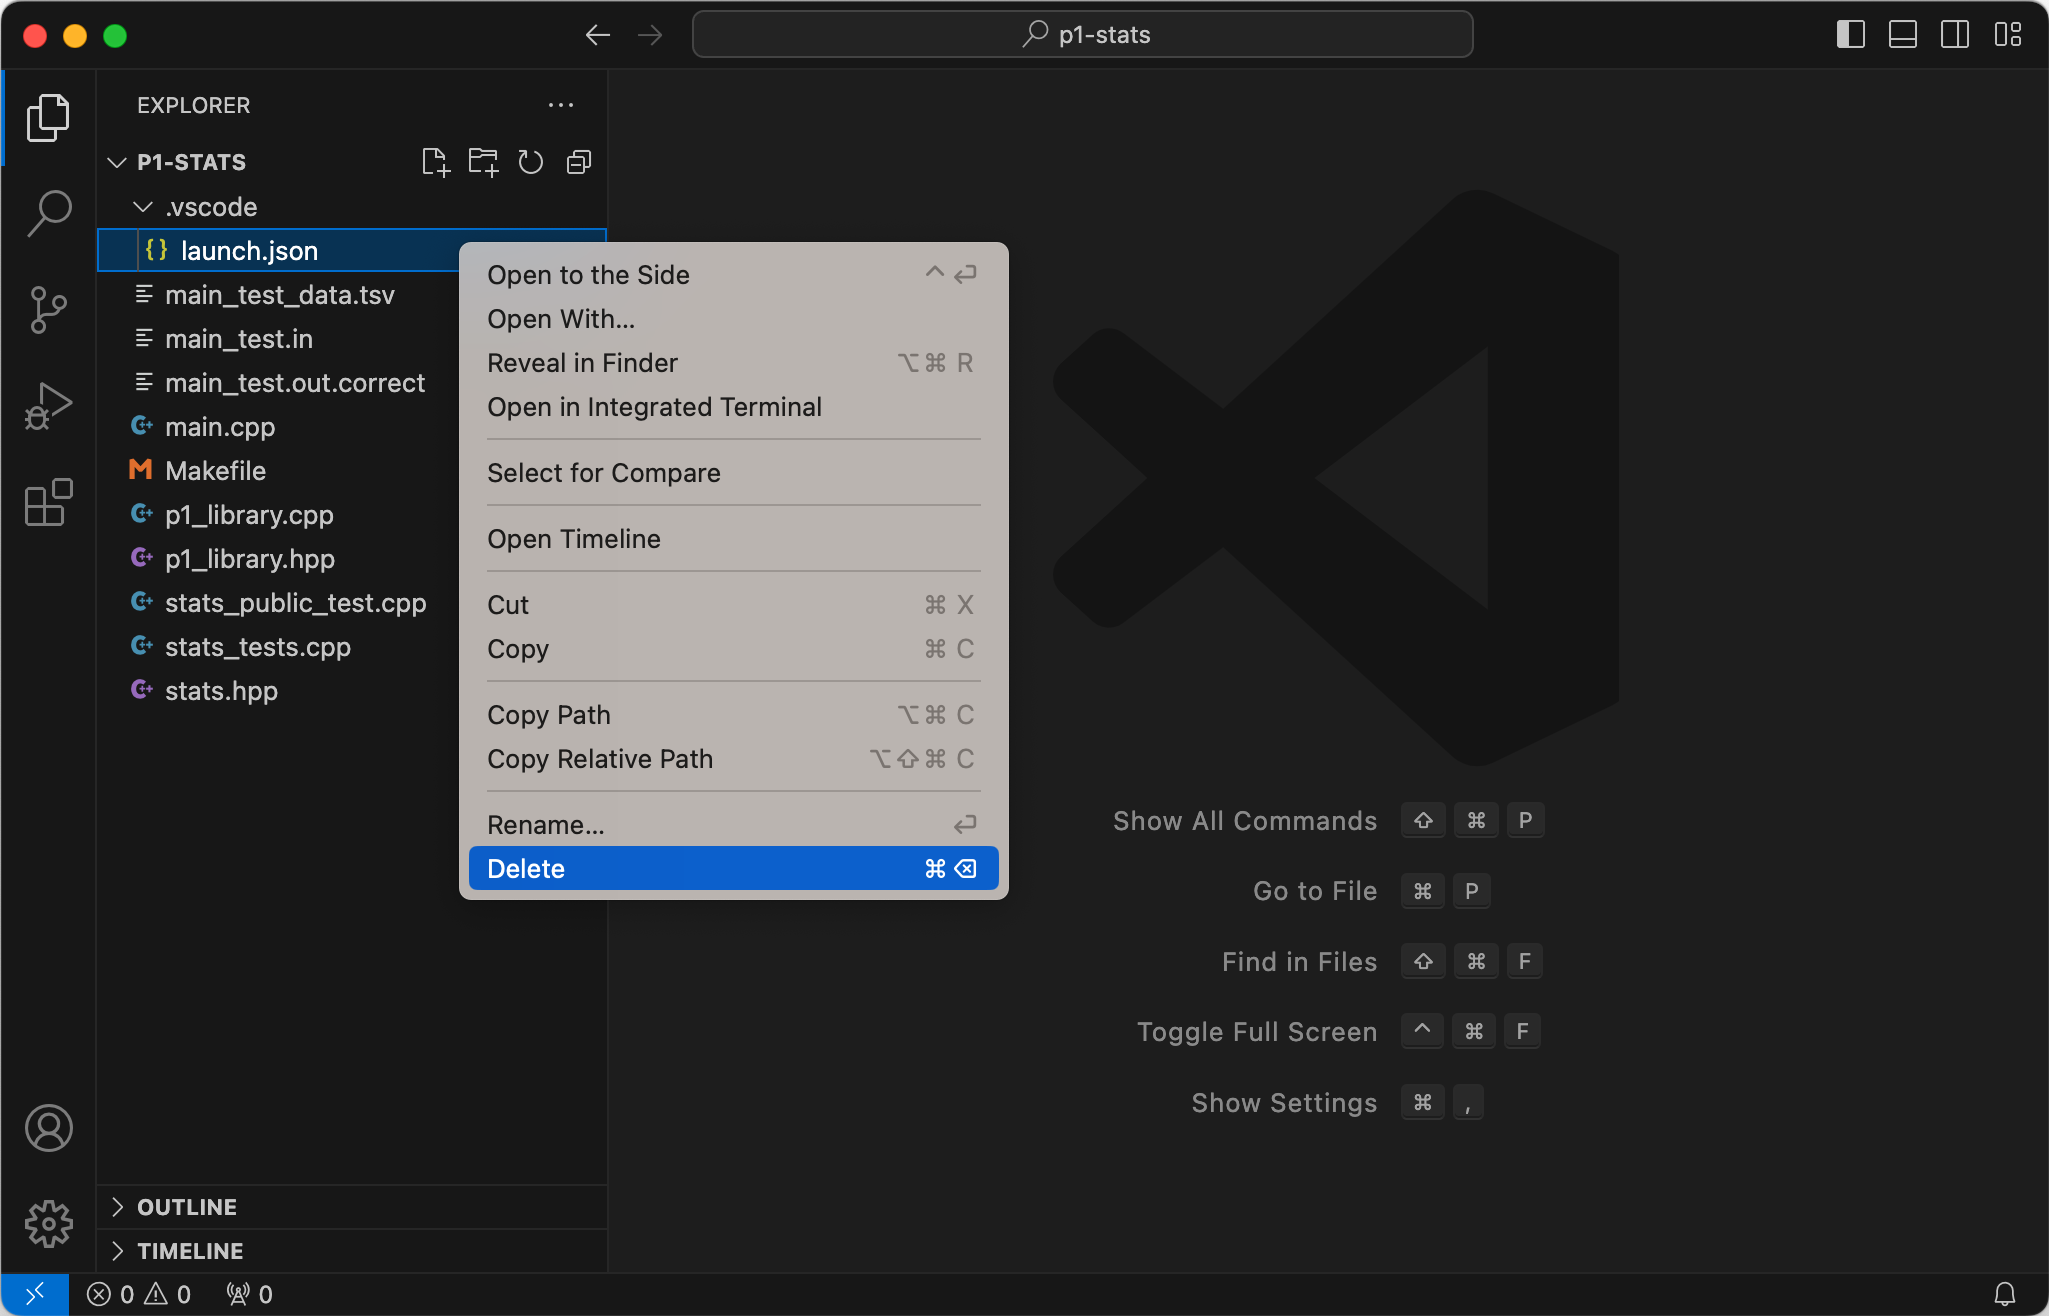 p1-stats
EXPLORER
P1-STATS
.vscode
{} launch.json
main_test_data.tsv
main_test.in
main_test.out.correct
main.cpp
Makefile
p1_library.cpp
p1_library.hpp
stats_public_test.cpp
stats_tests.cpp
stats.hpp
Open to the Side ^ ↩
Open With...
Reveal in Finder ⌥⌘ R
Open in Integrated Terminal
Select for Compare
Open Timeline
Cut ⌘ X
Copy ⌘ C
Copy Path ⌥⌘ C
Copy Relative Path ⌥⇧⌘ C
Rename... ↩
Delete ⌘ ⌫
Show All Commands ⇧ ⌘ P
Go to File ⌘ P
Find in Files ⇧ ⌘ F
Toggle Full Screen ^ ⌘ F
Show Settings ⌘ ,
OUTLINE
TIMELINE
0 0 0